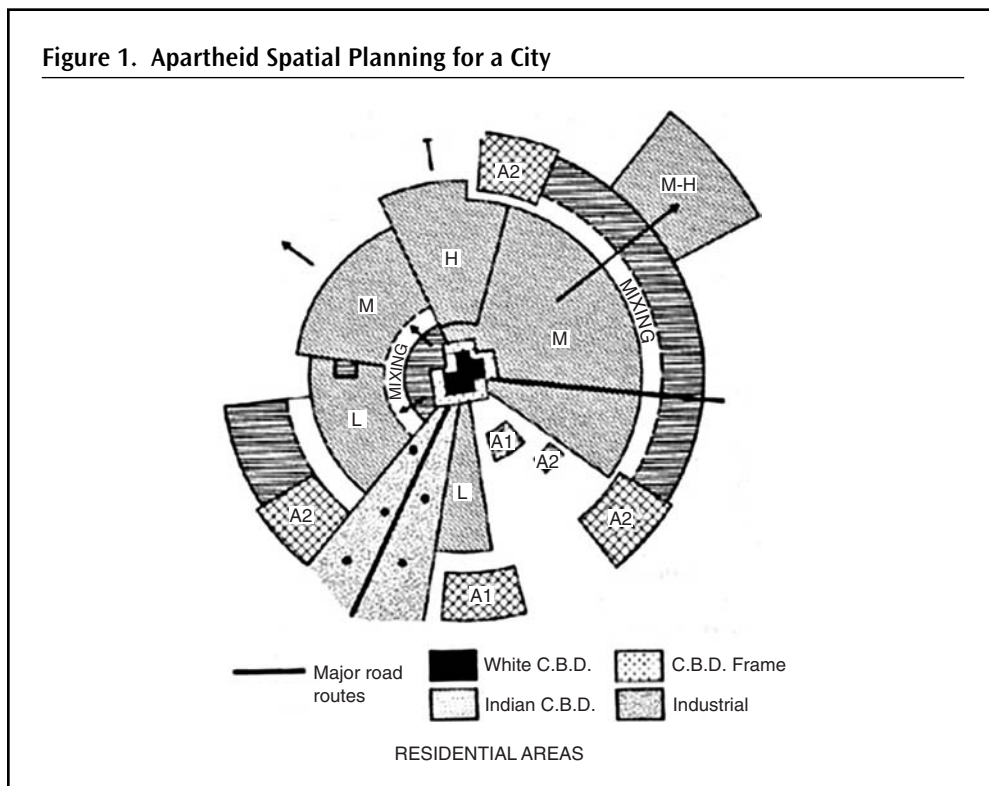 Figure 1. Apartheid Spatial Planning for a City
A2
M-H
H
M
MIXING
M
MIXING
L
A1
A2
L
A2
A2
A1
Major road
routes
White C.B.D.
C.B.D. Frame
Indian C.B.D.
Industrial
RESIDENTIAL AREAS